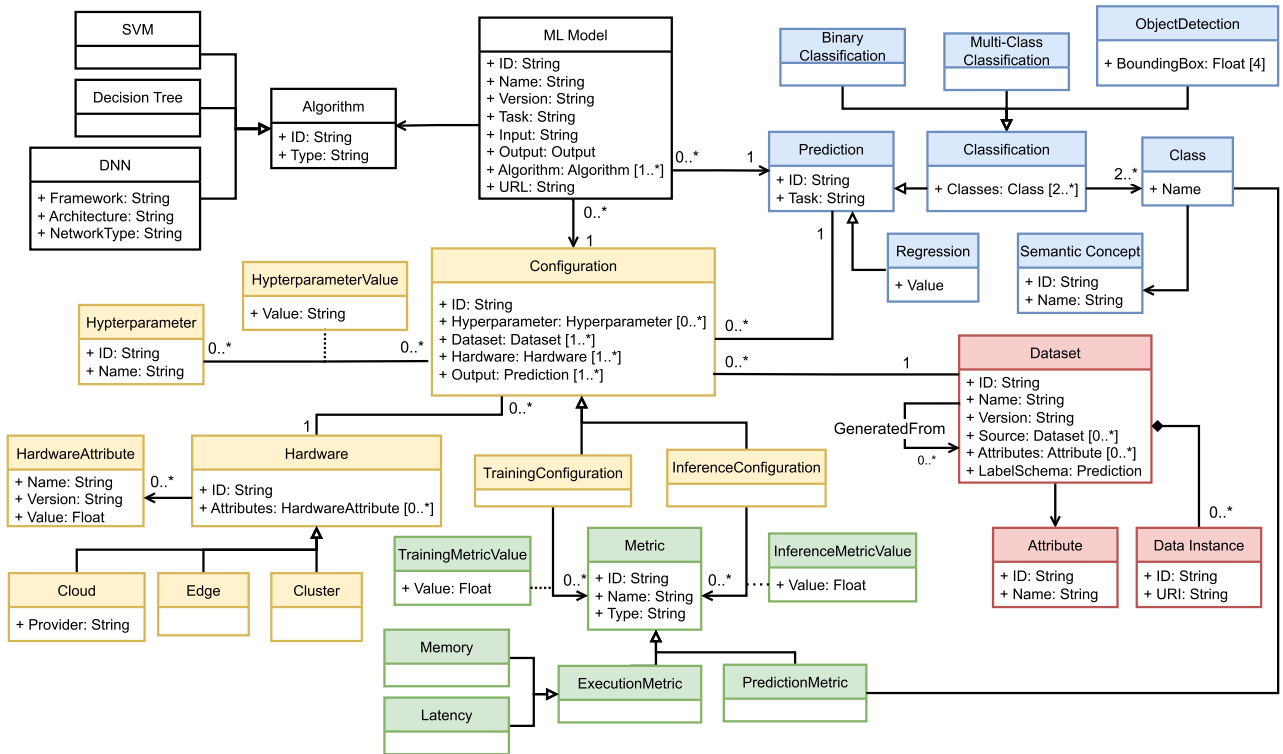 SVM
Decision Tree
DNN
+ Framework: String
+ Architecture: String
+ NetworkType: String
Algorithm
+ ID: String
+ Type: String
ML Model
+ ID: String
+ Name: String
+ Version: String
+ Task: String
+ Input: String
+ Output: Output
+ Algorithm: Algorithm [1..*]
+ URL: String
0..*
1
0..*
1
Binary
Classification
Multi-Class
Classification
ObjectDetection
+ BoundingBox: Float [4]
Prediction
+ ID: String
+ Task: String
Classification
+ Classes: Class [2..*]
2..*
Class
+ Name
1
Regression
+ Value
Semantic Concept
+ ID: String
+ Name: String
HypterparameterValue
+ Value: String
Hypterparameter
+ ID: String
+ Name: String
0..*
0..*
Configuration
+ ID: String
+ Hyperparameter: Hyperparameter [0..*]
+ Dataset: Dataset [1..*]
+ Hardware: Hardware [1..*]
+ Output: Prediction [1..*]
0..*
0..*
1
0..*
1
Dataset
+ ID: String
+ Name: String
+ Version: String
+ Source: Dataset [0..*]
+ Attributes: Attribute [0..*]
+ LabelSchema: Prediction
GeneratedFrom
0..*
0..*
HardwareAttribute
+ Name: String
+ Version: String
+ Value: Float
0..*
Hardware
+ ID: String
+ Attributes: HardwareAttribute [0..*]
TrainingConfiguration
InferenceConfiguration
Cloud
+ Provider: String
Edge
Cluster
TrainingMetricValue
+ Value: Float
0..*
Metric
+ ID: String
+ Name: String
+ Type: String
0..*
InferenceMetricValue
+ Value: Float
Attribute
+ ID: String
+ Name: String
Data Instance
+ ID: String
+ URI: String
Memory
Latency
ExecutionMetric
PredictionMetric